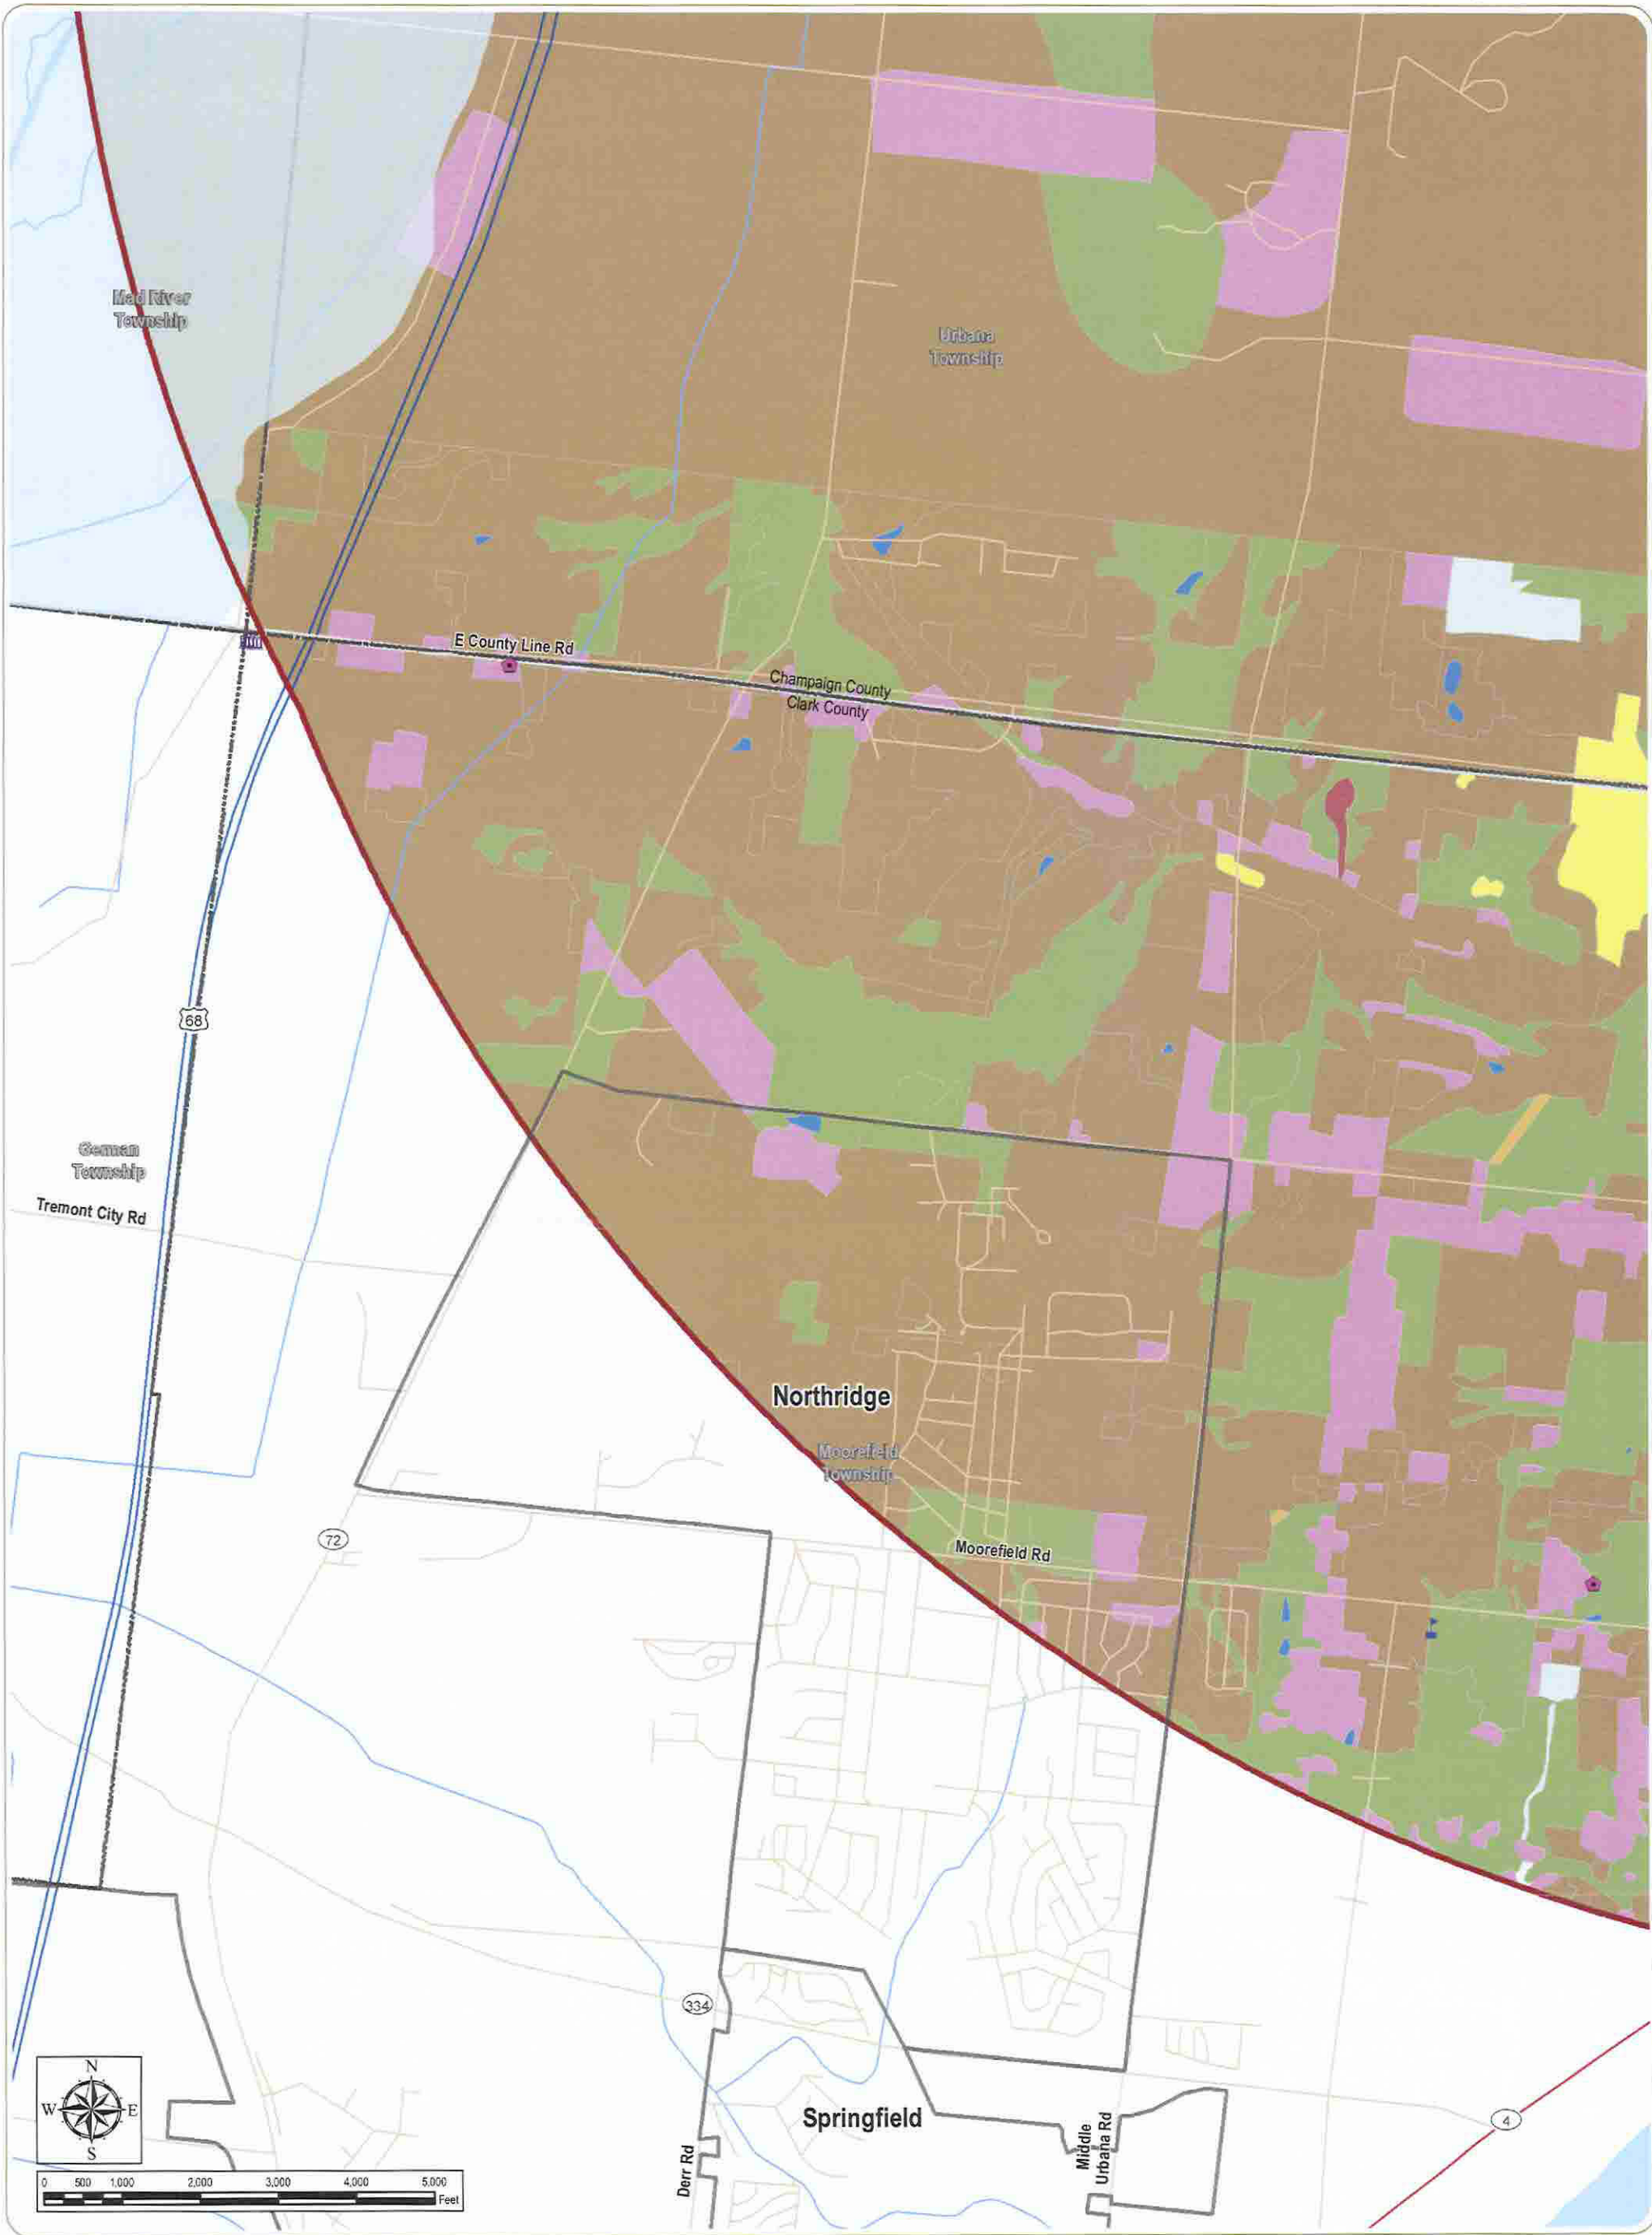 Mad River
Township
Urbana
Township
E County Line Rd
Champaign County
Clark County
68
German
Township
Tremont City Rd
Northridge
Moorefield
Township
72
Moorefield Rd
334
N
W
E
S
Springfield
4
Middle
Urbana Rd
Derr Rd
0 500 1,000 2,000 3,000 4,000 5,000
Feet